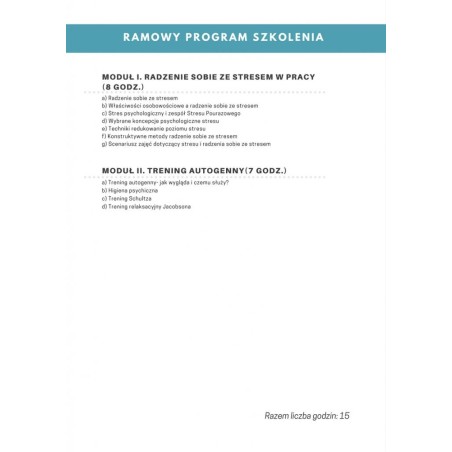 RAMOWY PROGRAM SZKOLENIA
MODUŁ I. RADZENIE SOBIE ZE STRESEM W PRACY
(8 GODZ.)
a) Radzenie sobie ze stresem
b) Właściwości osobowościowe a radzenie sobie ze stresem
c) Stres psychologiczny i zespół Stresu Pourazowego
d) Wybrane koncepcje psychologiczne stresu
e) Techniki redukowanie poziomu stresu
f) Konstruktywne metody radzenie sobie ze stresem
g) Scenariusz zajęć dotyczący stresu i radzenia sobie ze stresem
MODUŁ II. TRENING AUTOGENNY(7 GODZ.)
a) Trening autogenny- jak wygląda i czemu służy?
b) Higiena psychiczna
c) Trening Schultza
d) Trening relaksacyjny Jacobsona
Razem liczba godzin: 15